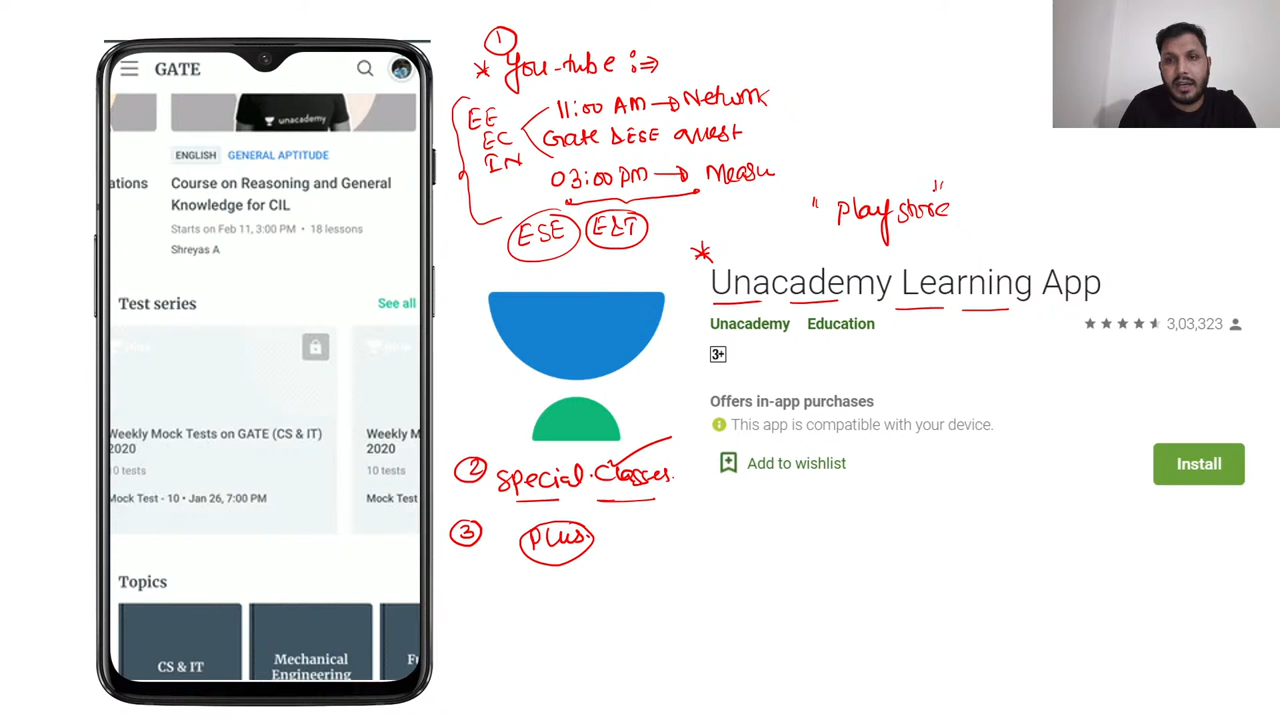 GATE
unacademy
ENGLISH GENERAL APTITUDE
ations
Course on Reasoning and General
Knowledge for CIL
Starts on Feb 11, 3:00 PM • 18 lessons
Shreyas A
Test series
See all
Weekly Mock Tests on GATE (CS & IT)
2020
0 tests
Mock Test - 10 • Jan 26, 7:00 PM
Weekly M
2020
10 tests
Mock Test
Topics
CS & IT
Mechanical
Engineering
F
1
* You-tube :⇒
EE
EC
IN
11:00 AM → Network
Gate & ESE quest
03:00 PM → Measu
ESE E&T
2 Special Classes.
3 Plus.
" Play store "
*
Unacademy Learning App
Unacademy Education
3,03,323
3+
Offers in-app purchases
This app is compatible with your device.
Add to wishlist
Install